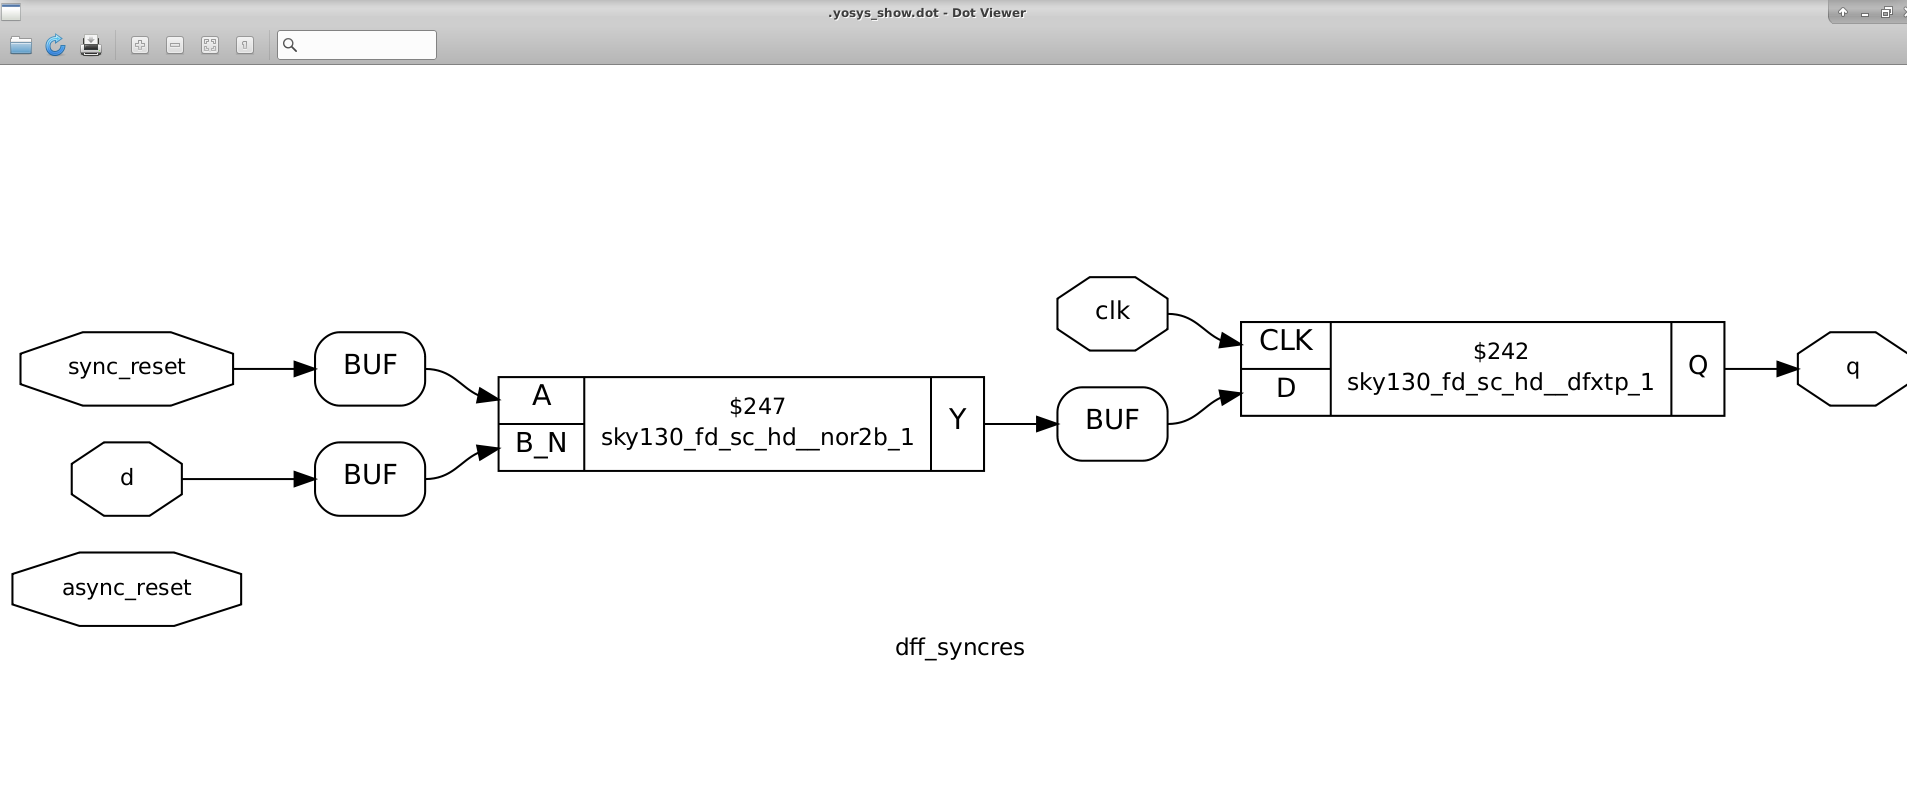 .yosys_show.dot - Dot Viewer
clk
sync_reset
BUF
A
$247
sky130_fd_sc_hd__nor2b_1
Y
B_N
d
BUF
BUF
CLK
D
$242
sky130_fd_sc_hd__dfxtp_1
Q
q
async_reset
dff_syncres